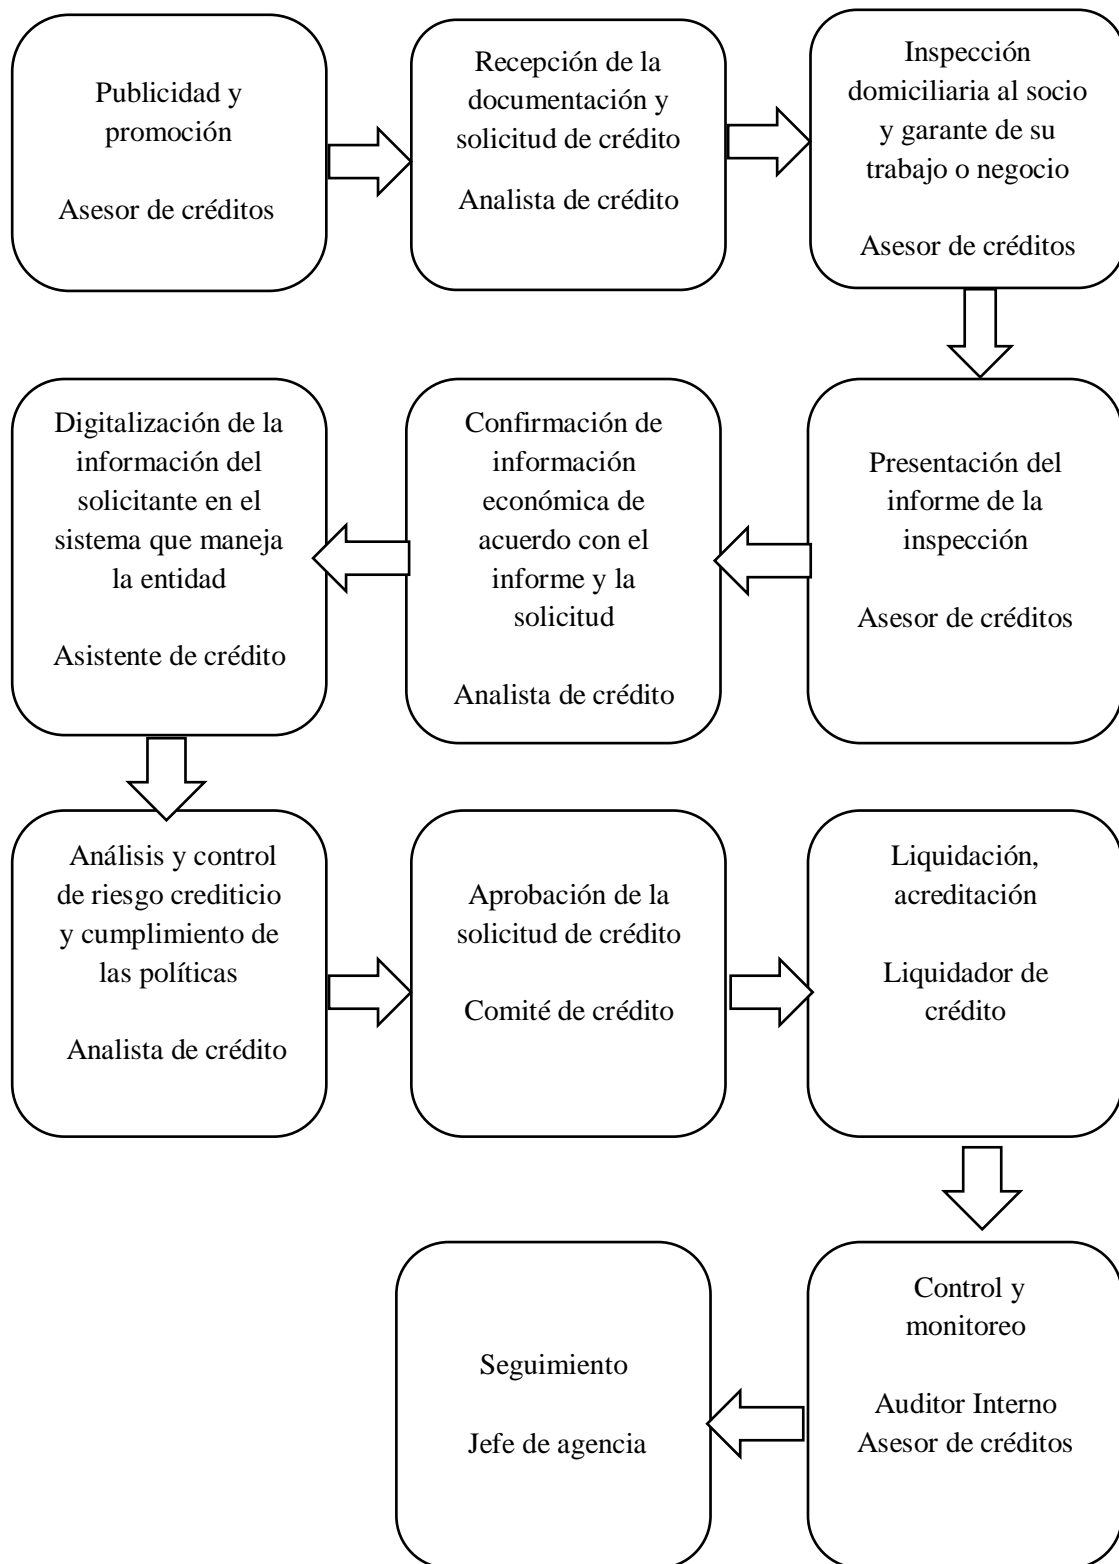 Publicidad y
promoción
Asesor de créditos
Recepción de la
documentación y
solicitud de crédito
Analista de crédito
Inspección
domiciliaria al socio
y garante de su
trabajo o negocio
Asesor de créditos
Presentación del
informe de la
inspección
Asesor de créditos
Confirmación de
información
económica de
acuerdo con el
informe y la
solicitud
Analista de crédito
Digitalización de la
información del
solicitante en el
sistema que maneja
la entidad
Asistente de crédito
Análisis y control
de riesgo crediticio
y cumplimiento de
las políticas
Analista de crédito
Aprobación de la
solicitud de crédito
Comité de crédito
Liquidación,
acreditación
Liquidador de
crédito
Control y
monitoreo
Auditor Interno
Asesor de créditos
Seguimiento
Jefe de agencia